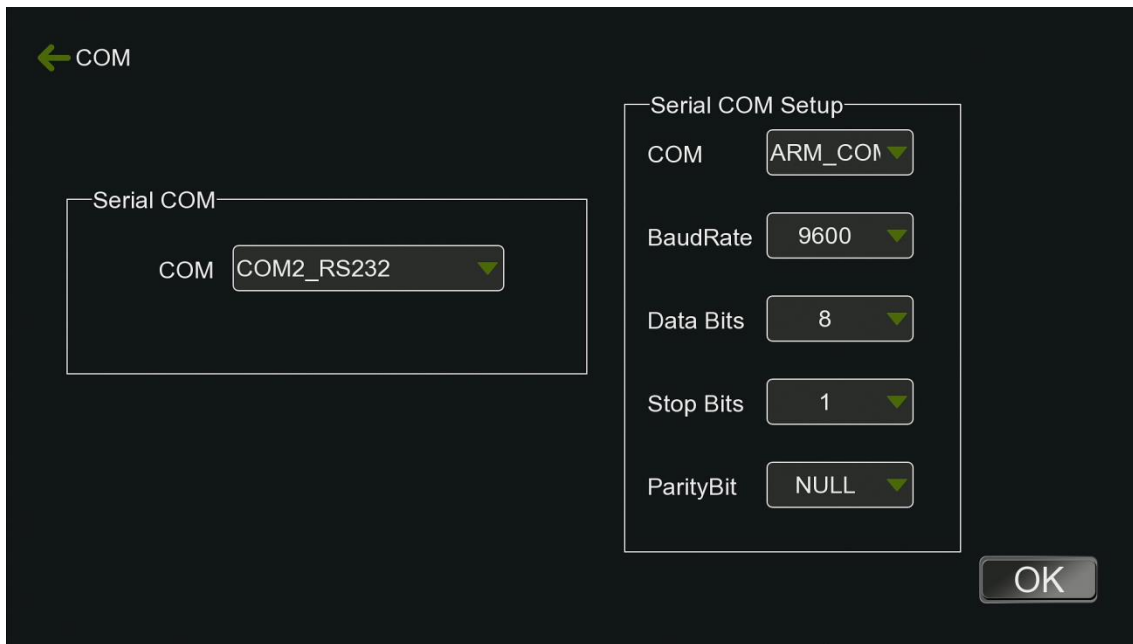 COM
Serial COM
COM COM2_RS232
Serial COM Setup
COM
BaudRate 9600
Data Bits 8
Stop Bits 1
ParityBit NULL
OK